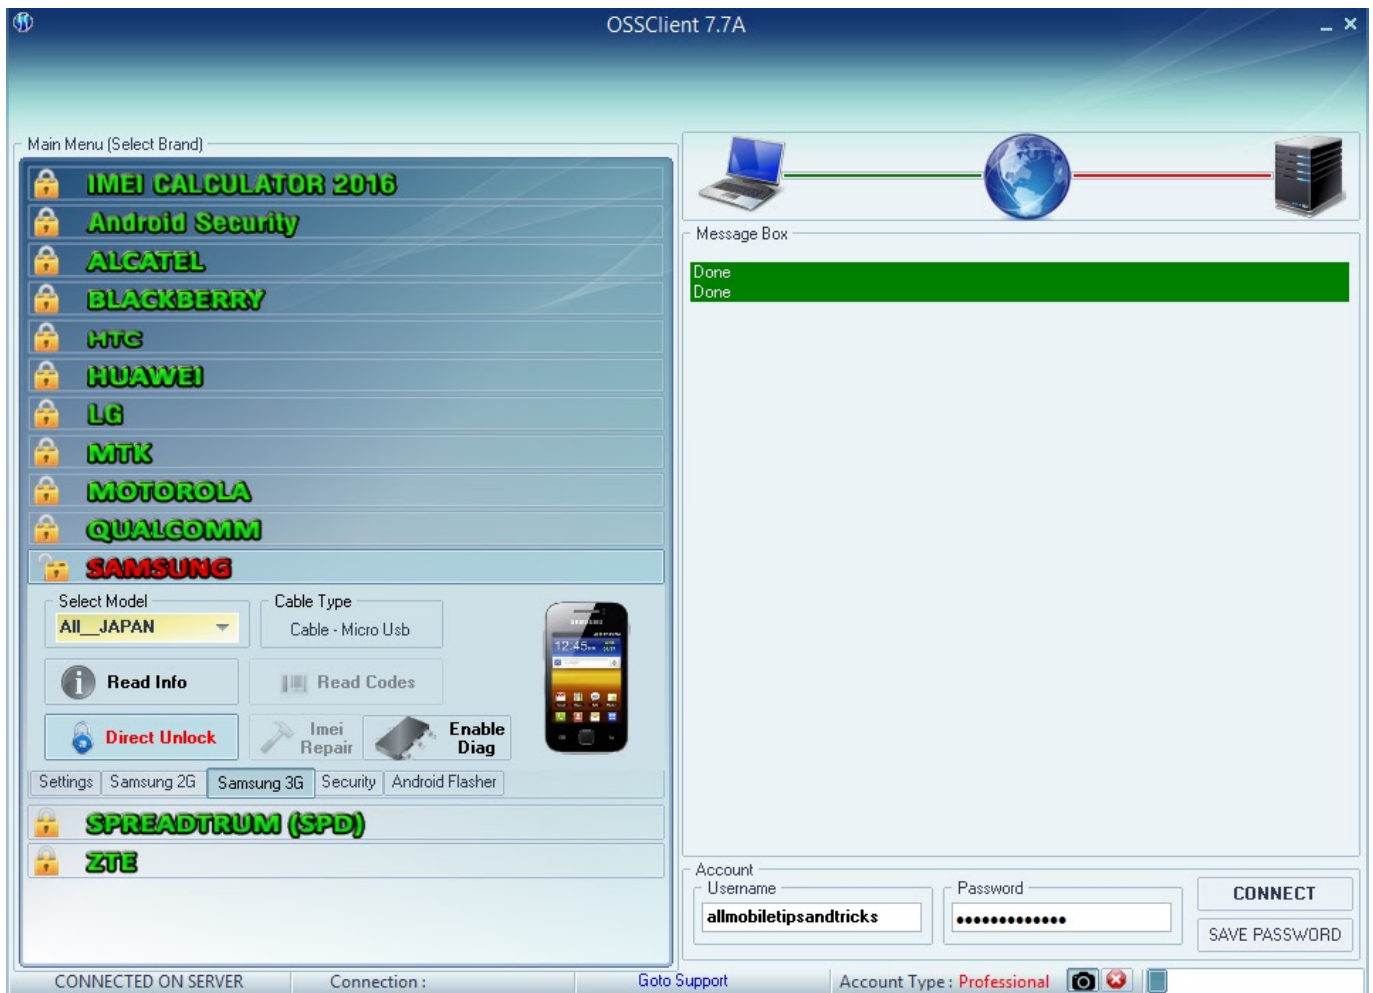 OSSClient 7.7A
Main Menu (Select Brand)
IMEI CALCULATOR 2016
Android Security
ALCATEL
BLACKBERRY
HTC
HUAWEI
LG
MTK
MOTOROLA
QUALCOMM
SAMSUNG
Select Model
All__JAPAN
Cable Type
Cable - Micro Usb
SAMSUNG
12:45
Read Info
Read Codes
Direct Unlock
Imei
Repair
Enable
Diag
Settings
Samsung 2G
Samsung 3G
Security
Android Flasher
SPREADTRUM (SPD)
ZTE
Message Box
Done
Done
Account
Username
allmobiletipsandtricks
Password
•••••••••••••
CONNECT
SAVE PASSWORD
CONNECTED ON SERVER
Connection :
Goto Support
Account Type : Professional